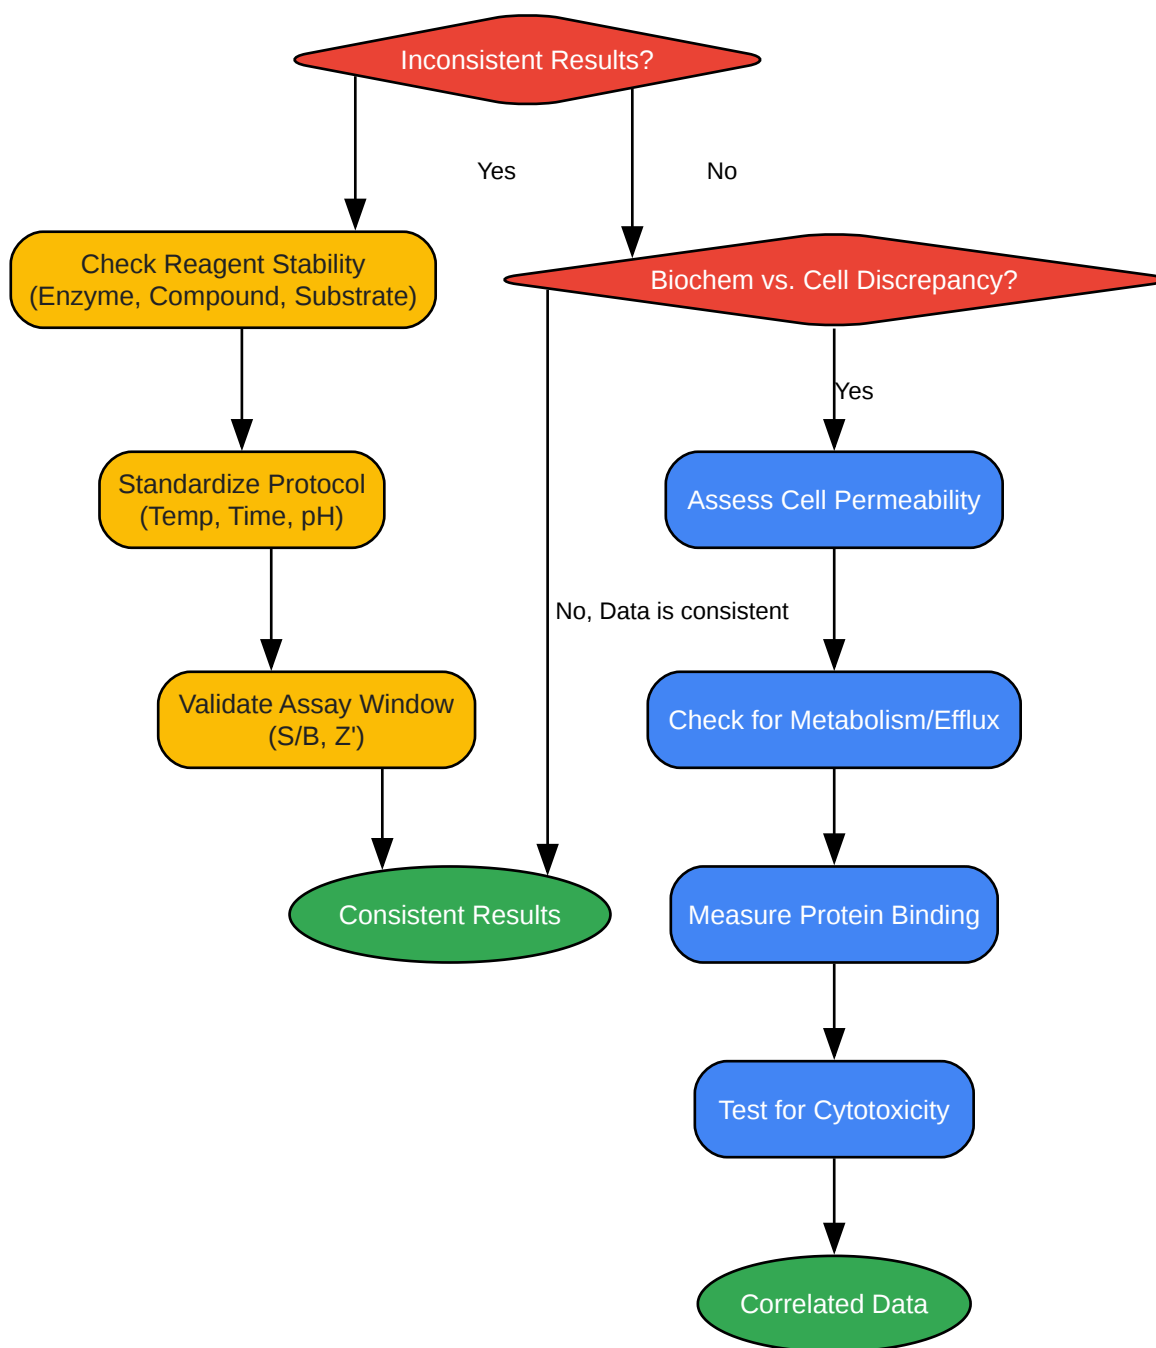 Inconsistent Results?
Yes
No
Check Reagent Stability
(Enzyme, Compound, Substrate)
Biochem vs. Cell Discrepancy?
Yes
Standardize Protocol
(Temp, Time, pH)
Assess Cell Permeability
No, Data is consistent
Validate Assay Window
(S/B, Z')
Check for Metabolism/Efflux
Consistent Results
Measure Protein Binding
Test for Cytotoxicity
Correlated Data